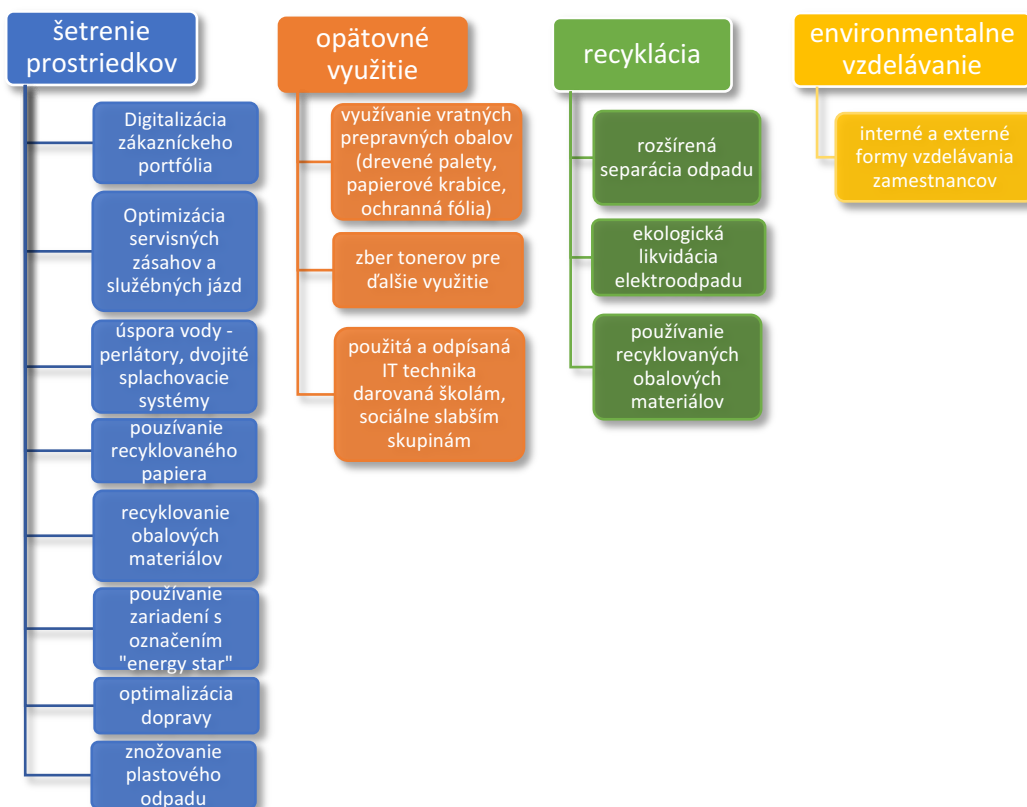 šetrenie
prostriedkov
Digitalizácia
zákazníckeho
portfólia
Optimizácia
servisných
zásahov a
služébných jázd
úspora vody -
perlátory, dvojité
splachovacie
systémy
pouzívanie
recyklovaného
papiera
recyklovanie
obalových
materiálov
používanie
zariadení s
označením
"energy star"
optimalizácia
dopravy
znožovanie
plastového
odpadu
opätovné
využitie
využívanie vratných
prepravných obalov
(drevené palety,
papierové krabice,
ochranná fólia)
zber tonerov pre
ďalšie využitie
použitá a odpísaná
IT technika
darovaná školám,
sociálne slabším
skupinám
recyklácia
rozšírená
separácia odpadu
ekologická
likvidácia
elektroodpadu
používanie
recyklovaných
obalových
materiálov
environmentalne
vzdelávanie
interné a externé
formy vzdelávania
zamestnancov